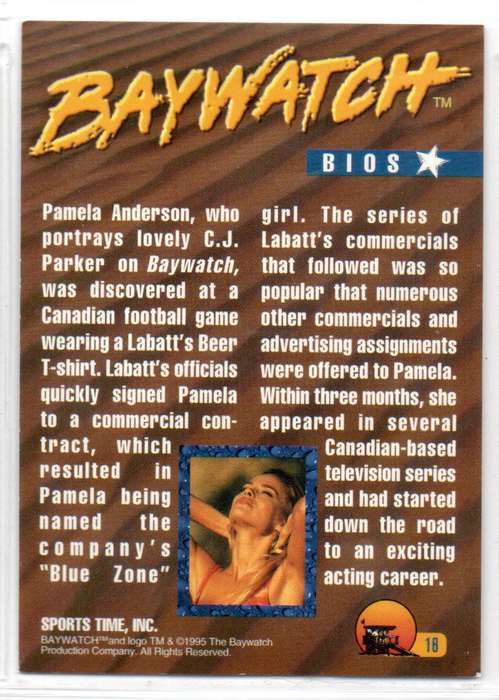 BAYWATCH™
BIOS
Pamela Anderson, who
portrays lovely C.J.
Parker on Baywatch,
was discovered at a
Canadian football game
wearing a Labatt's Beer
T-shirt. Labatt's officials
quickly signed Pamela
to a commercial con-
tract, which
resulted in
Pamela being
named the
company's
"Blue Zone"
girl. The series of
Labatt's commercials
that followed was so
popular that numerous
other commercials and
advertising assignments
were offered to Pamela.
Within three months, she
appeared in several
Canadian-based
television series
and had started
down the road
to an exciting
acting career.
SPORTS TIME, INC.
BAYWATCH™and logo TM & ©1995 The Baywatch
Production Company. All Rights Reserved.
16